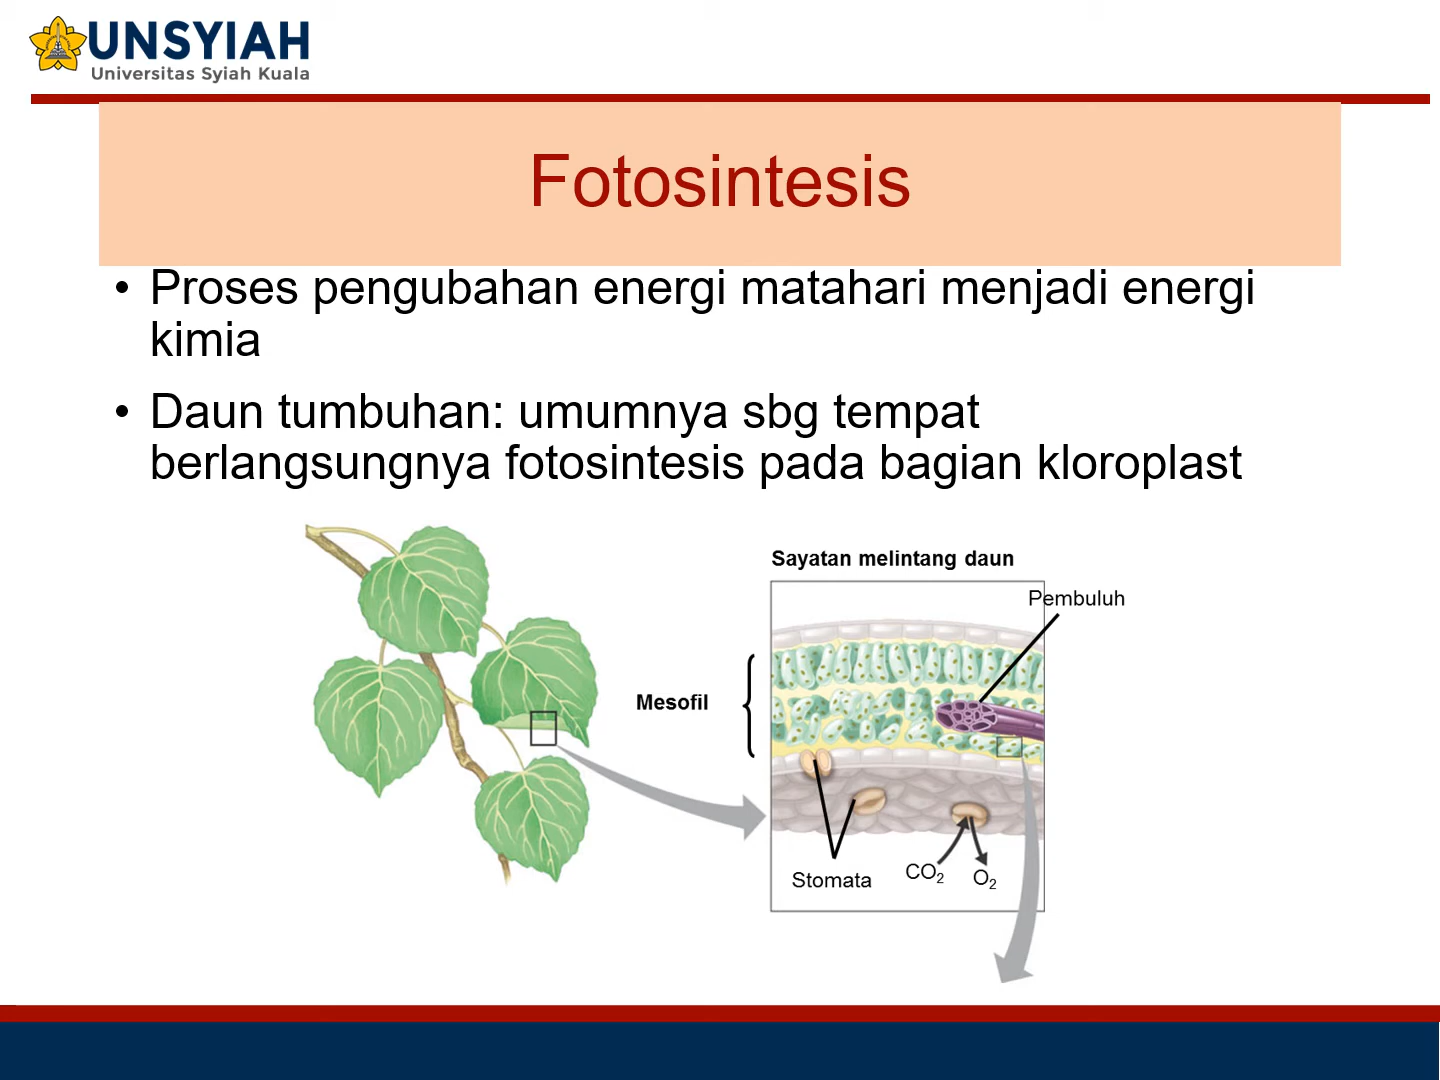 UNSYIAH
Universitas Syiah Kuala
Fotosintesis
• Proses pengubahan energi matahari menjadi energi
kimia
• Daun tumbuhan: umumnya sbg tempat
berlangsungnya fotosintesis pada bagian kloroplast
Sayatan melintang daun
Pembuluh
Mesofil
Stomata
CO₂
O₂